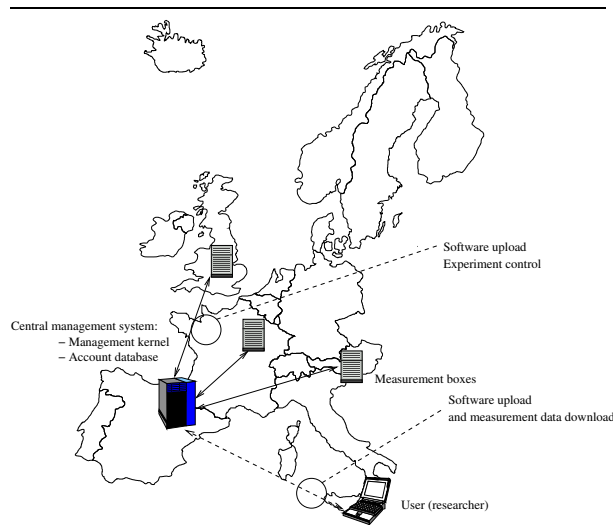 Software upload
Experiment control
Central management system:
– Management kernel
– Account database
Measurement boxes
Software upload
and measurement data download
User (researcher)